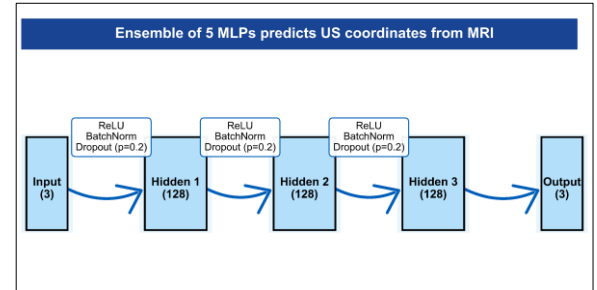 Ensemble of 5 MLPs predicts US coordinates from MRI
ReLU
BatchNorm
Dropout (p=0.2)
ReLU
BatchNorm
Dropout (p=0.2)
ReLU
BatchNorm
Dropout (p=0.2)
Input
(3)
Hidden 1
(128)
Hidden 2
(128)
Hidden 3
(128)
Output
(3)